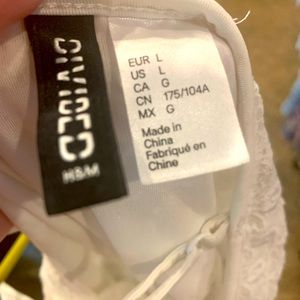 DIVIDED
H&M
EUR L
US L
CA G
CN 175/104A
MX G
Made in
China
Fabriqué en
Chine